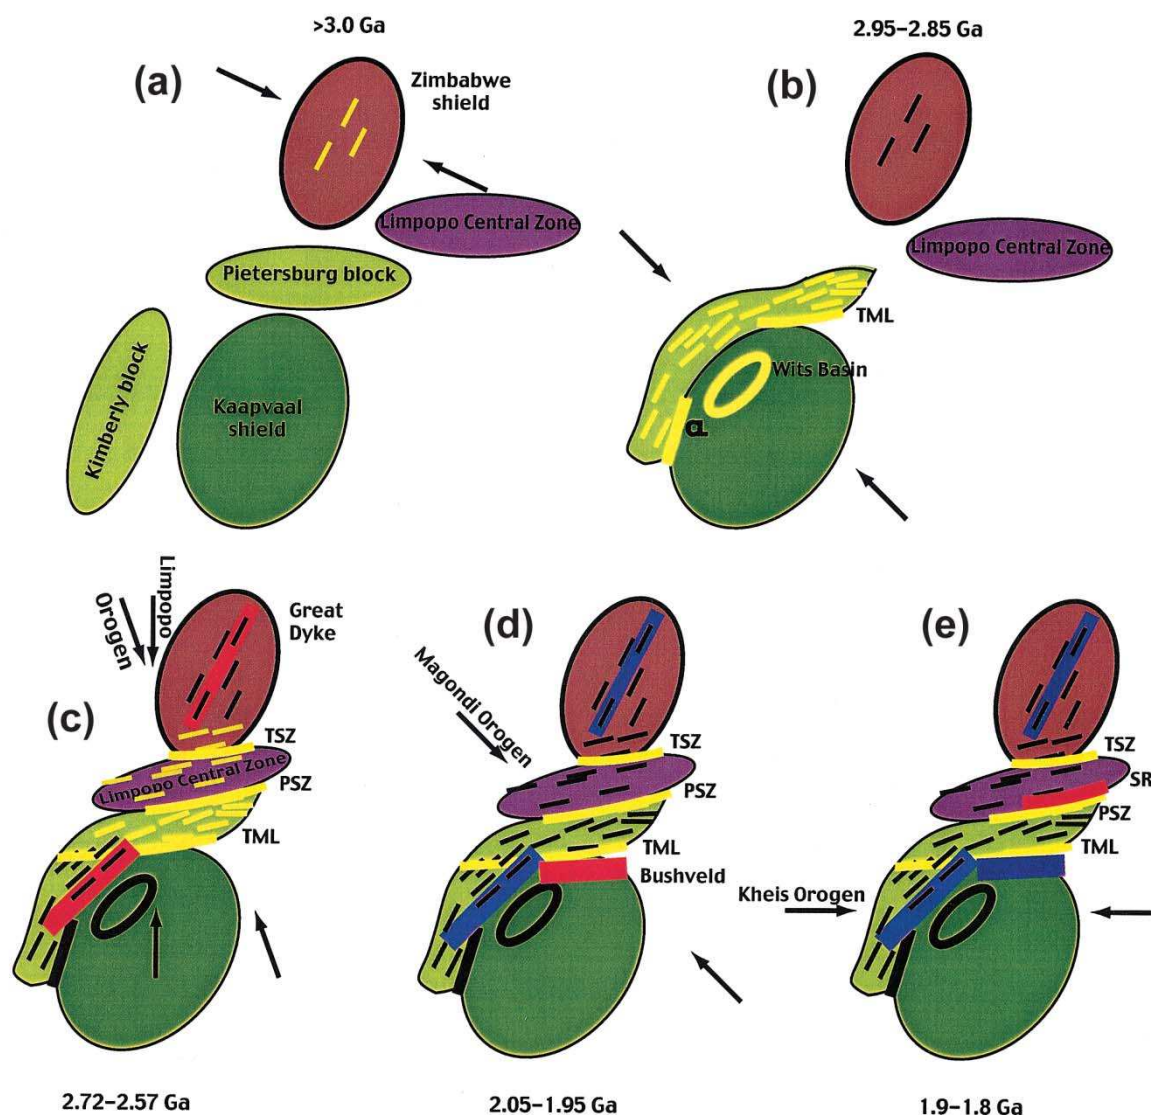 >3.0 Ga
(a)
Zimbabwe
shield
Limpopo Central Zone
Pietersburg block
Kimberly block
Kaapvaal
shield
2.95–2.85 Ga
(b)
Limpopo Central Zone
TML
Wits Basin
a
Limpopo
Orogen
Great
Dyke
(c)
TSZ
Limpopo Central Zone
PSZ
TML
2.72–2.57 Ga
(d)
Magondi Orogen
TSZ
PSZ
TML
Bushveld
2.05–1.95 Ga
(e)
TSZ
SR
PSZ
TML
Kheis Orogen
1.9–1.8 Ga